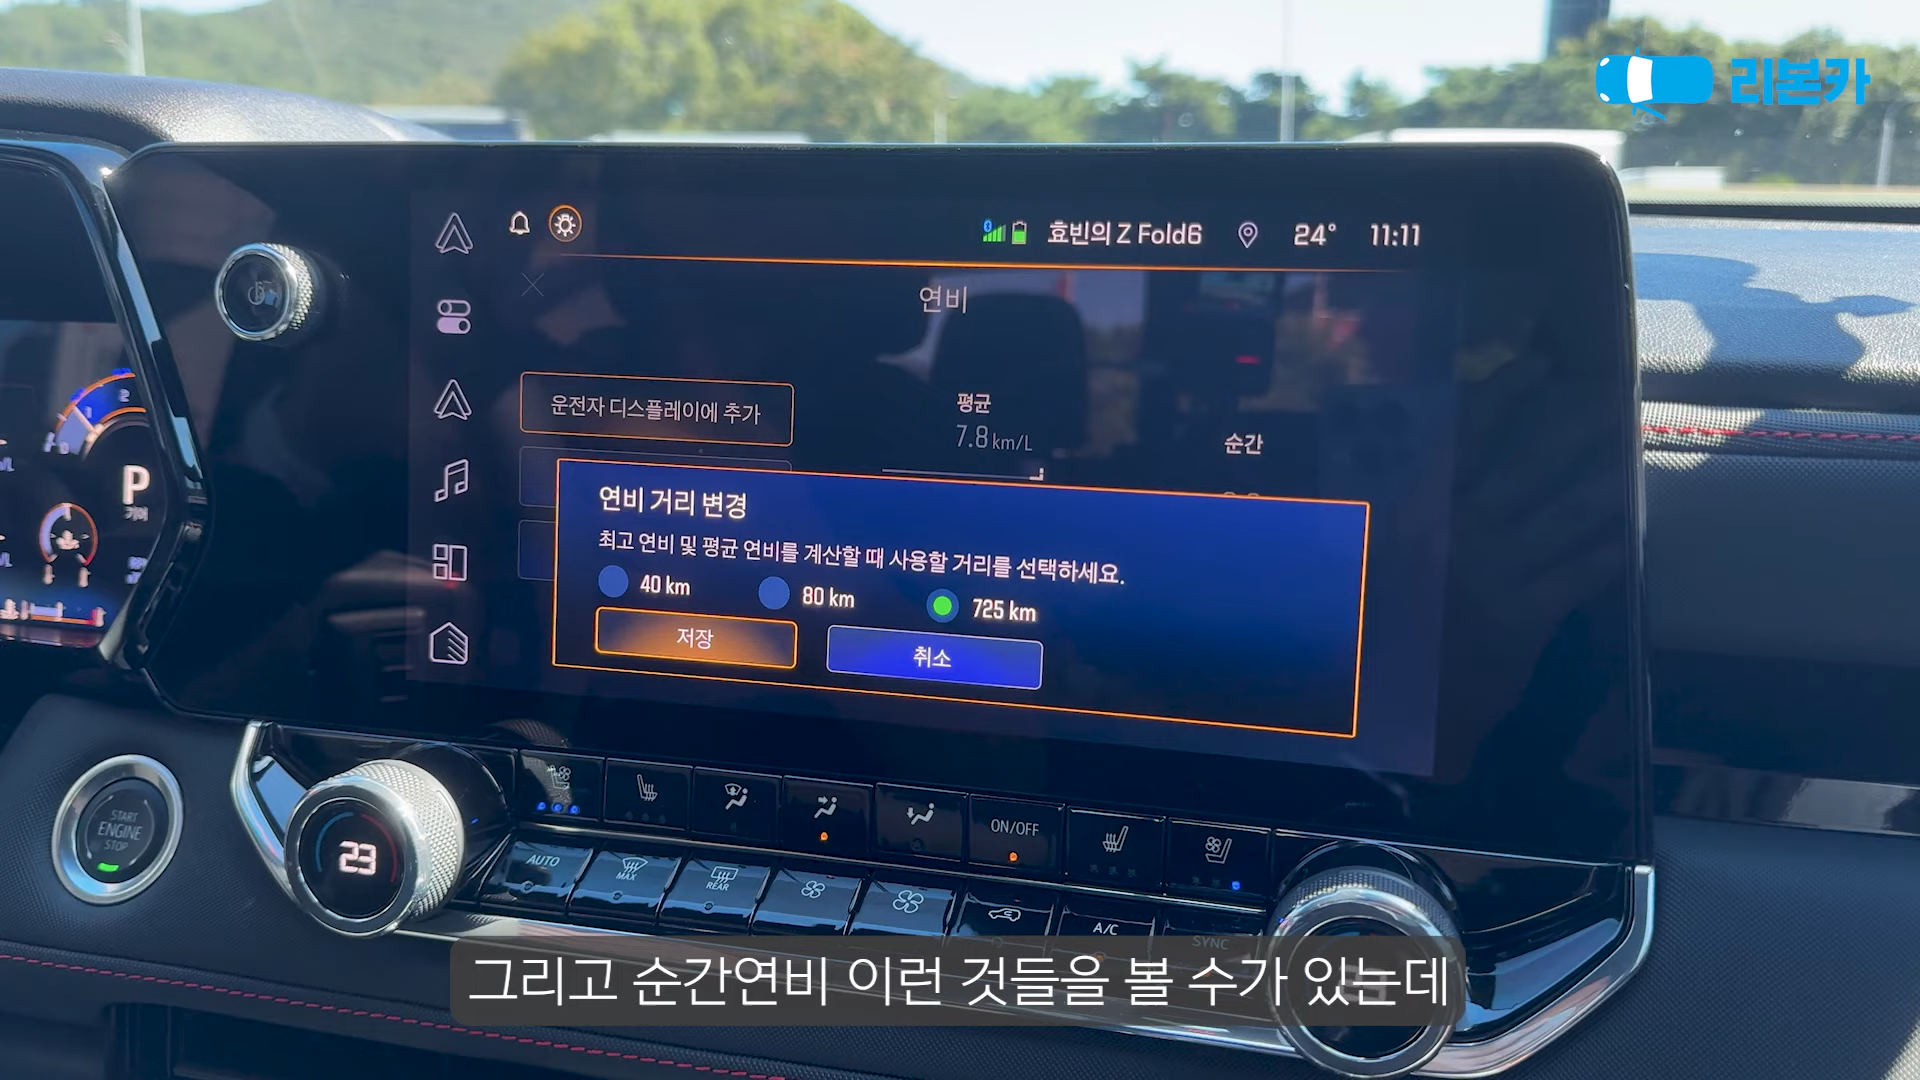 리본카
효빈의 Z Fold6 24° 11:11
연비
운전자 디스플레이에 추가
평균
7.8 km/L
순간
연비 거리 변경
최고 연비 및 평균 연비를 계산할 때 사용할 거리를 선택하세요.
40 km 80 km 725 km
저장 취소
2
1
P
기어
START
ENGINE
STOP
23
ON/OFF
AUTO
MAX
REAR
A/C
SYNC
그리고 순간연비 이런 것들을 볼 수가 있는데